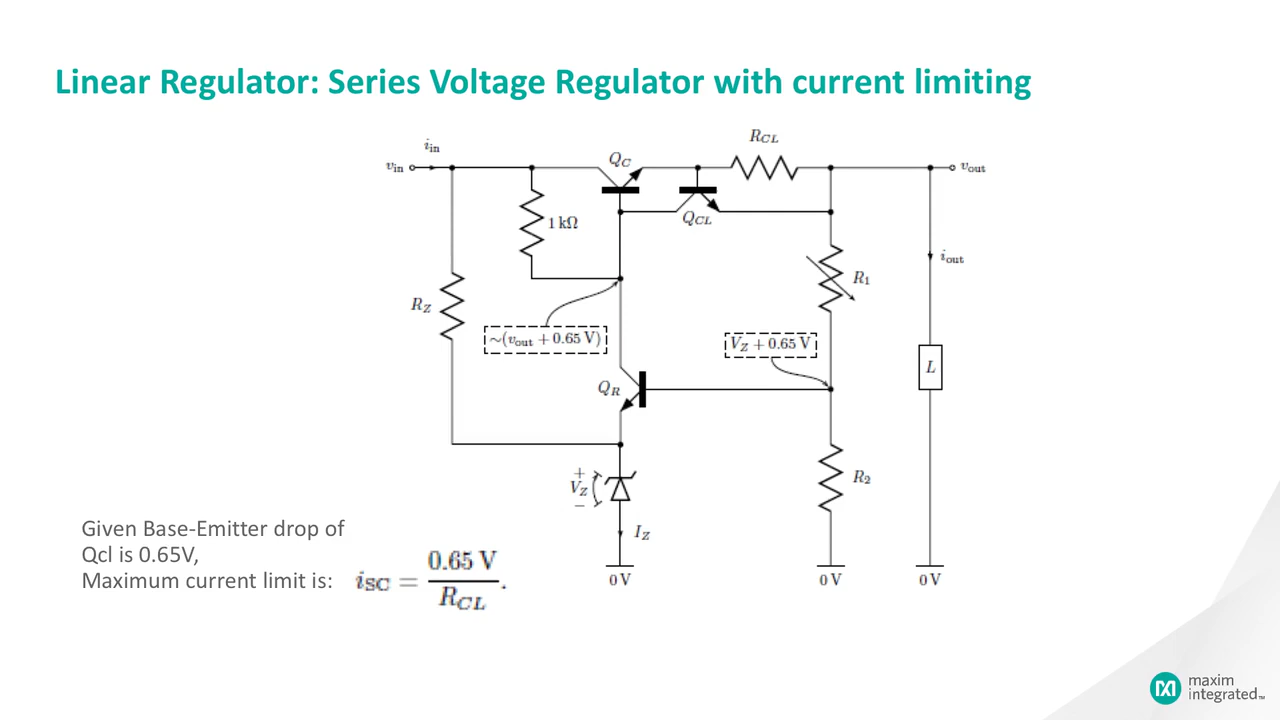 Linear Regulator: Series Voltage Regulator with current limiting
R_CL
i_in
v_in
Q_C
v_out
1 kΩ
Q_CL
i_out
R_1
R_Z
~(v_out + 0.65 V)
V_Z + 0.65 V
L
Q_R
+
V_Z
−
R_2
I_Z
0 V
0 V
0 V
Given Base-Emitter drop of
Qcl is 0.65V,
Maximum current limit is: i_SC = 0.65 V / R_CL.
maxim
integrated™